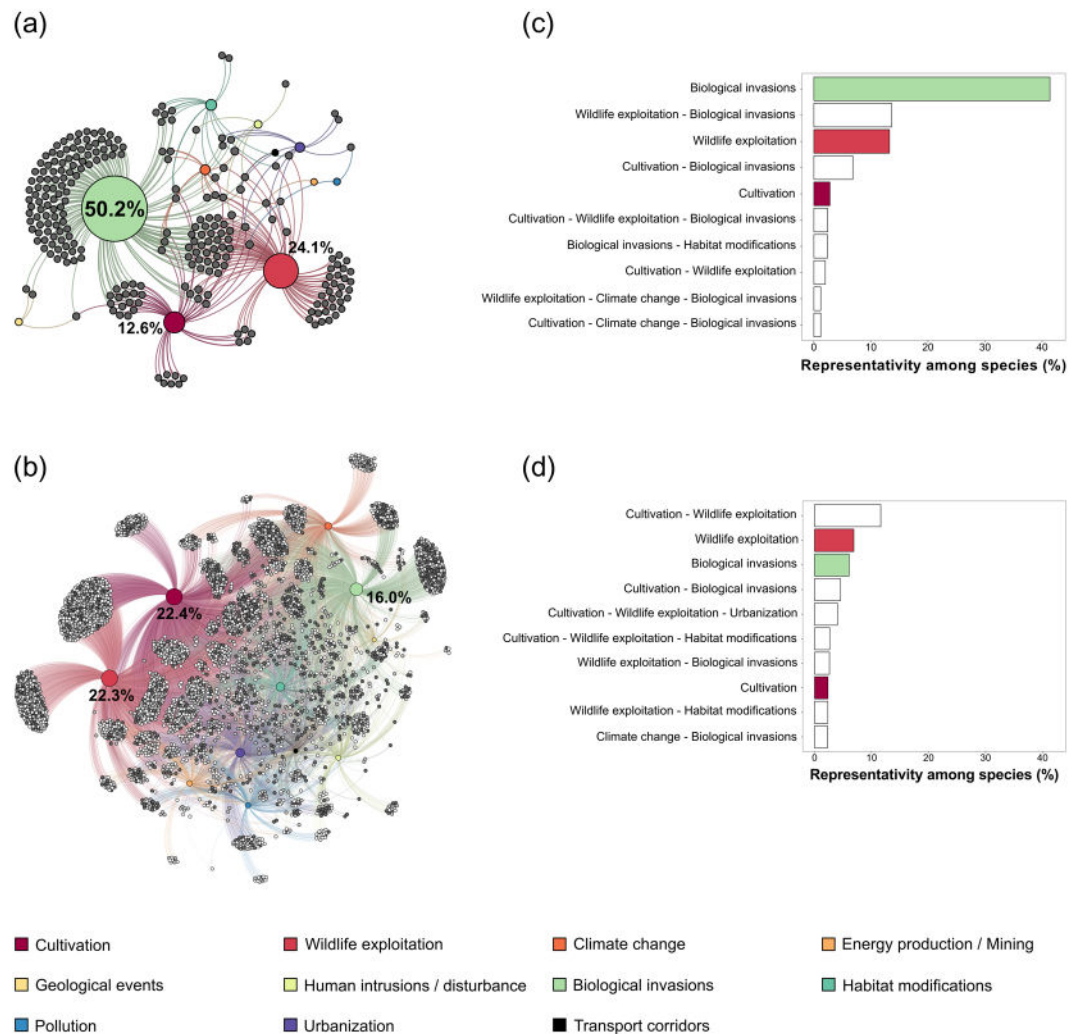 (a)
50.2%
24.1%
12.6%
(c)
Biological invasions
Wildlife exploitation - Biological invasions
Wildlife exploitation
Cultivation - Biological invasions
Cultivation
Cultivation - Wildlife exploitation - Biological invasions
Biological invasions - Habitat modifications
Cultivation - Wildlife exploitation
Wildlife exploitation - Climate change - Biological invasions
Cultivation - Climate change - Biological invasions
0 10 20 30 40
Representativity among species (%)
(b)
16.0%
22.4%
22.3%
(d)
Cultivation - Wildlife exploitation
Wildlife exploitation
Biological invasions
Cultivation - Biological invasions
Cultivation - Wildlife exploitation - Urbanization
Cultivation - Wildlife exploitation - Habitat modifications
Wildlife exploitation - Biological invasions
Cultivation
Wildlife exploitation - Habitat modifications
Climate change - Biological invasions
0 10 20 30 40
Representativity among species (%)
Cultivation Wildlife exploitation Climate change Energy production / Mining
Geological events Human intrusions / disturbance Biological invasions Habitat modifications
Pollution Urbanization Transport corridors